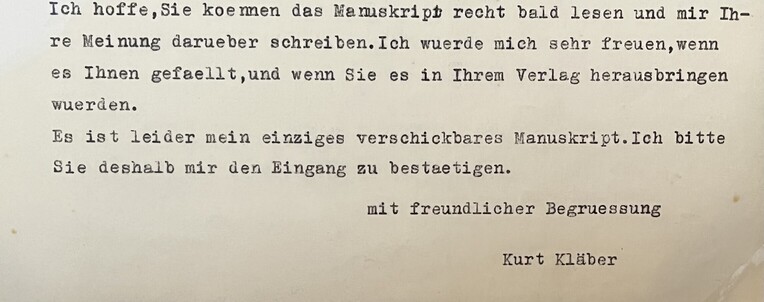 Ich hoffe,Sie koennen das Manuskript recht bald lesen und mir Ih-
re Meinung darueber schreiben.Ich wuerde mich sehr freuen,wenn
es Ihnen gefaellt,und wenn Sie es in Ihrem Verlag herausbringen
wuerden.
Es ist leider mein einziges verschickbares Manuskript.Ich bitte
Sie deshalb mir den Eingang zu bestaetigen.
mit freundlicher Begruessung
Kurt Kläber